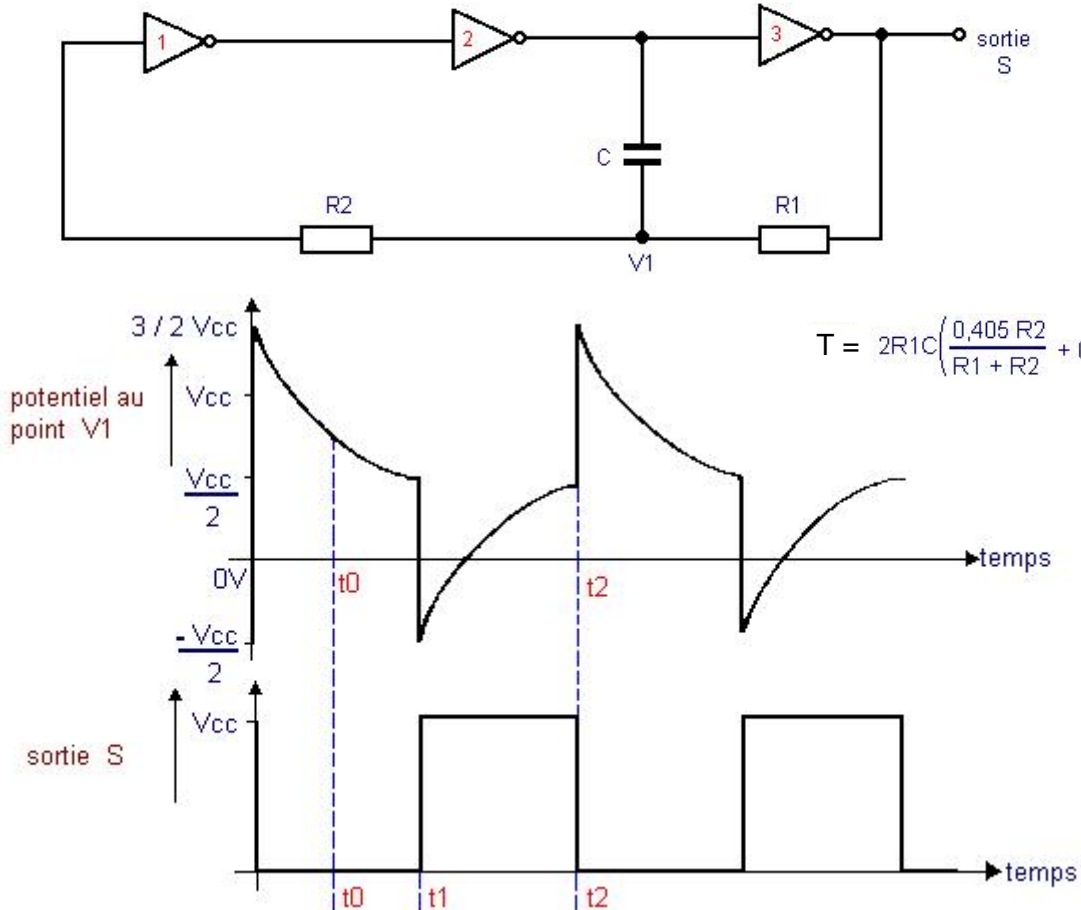 1
2
3
sortie
S
C
R2
R1
V1
3 / 2 Vcc
T = 2R1C(0,405 R2 / R1 + R2 +
potentiel au
point V1
Vcc
Vcc
2
0V
t0
t2
temps
- Vcc
2
Vcc
sortie S
temps
t0
t1
t2